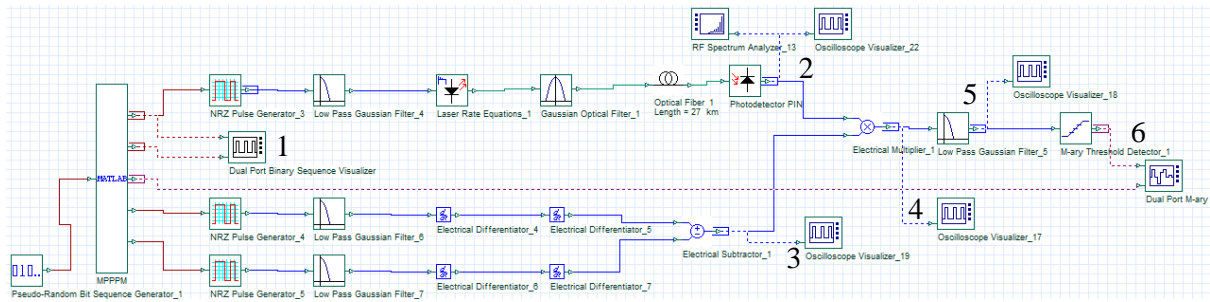 RF Spectrum Analyzer_13
Oscilloscope Visualizer_22
2
NRZ Pulse Generator_3
Low Pass Gaussian Filter_4
Laser Rate Equations_1
Gaussian Optical Filter_1
Optical Fiber 1
Length = 27 km
Photodetector PIN
5
Oscilloscope Visualizer_18
1
Dual Port Binary Sequence Visualizer
Electrical Multiplier_1
Low Pass Gaussian Filter_5
M-ary Threshold Detector_1
6
MATLAB
Dual Port M-ary
NRZ Pulse Generator_4
Low Pass Gaussian Filter_6
Electrical Differentiator_4
Electrical Differentiator_5
4
Oscilloscope Visualizer_17
Electrical Subtractor_1
3
Oscilloscope Visualizer_19
010..
Pseudo-Random Bit Sequence Generator_1
MPPPM
NRZ Pulse Generator_5
Low Pass Gaussian Filter_7
Electrical Differentiator_6
Electrical Differentiator_7